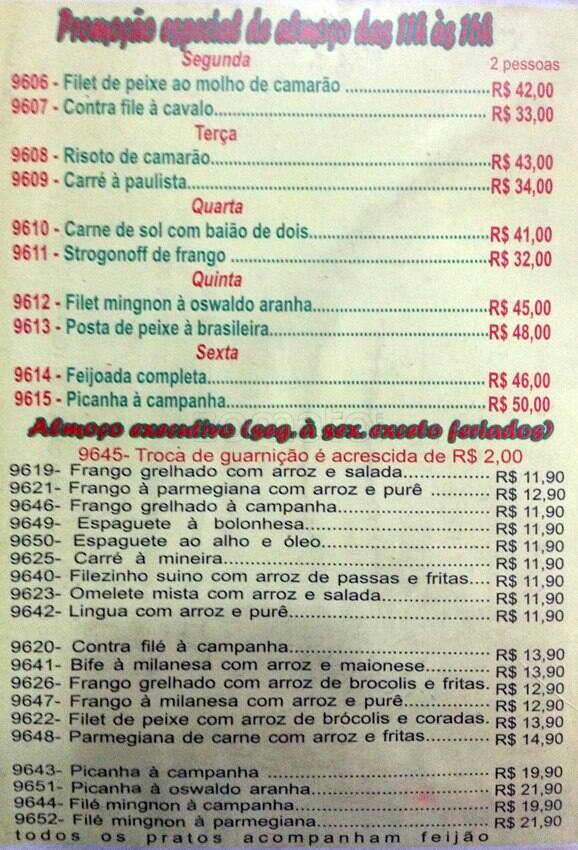 Promoção especial de almoço das 11h às 16h
Segunda
2 pessoas
9606 - Filet de peixe ao molho de camarão ........................ R$ 42,00
9607 - Contra file à cavalo................................................ R$ 33,00
Terça
9608 - Risoto de camarão................................................R$ 43,00
9609 - Carré à paulista.....................................................R$ 34,00
Quarta
9610 - Carne de sol com baião de dois..............................R$ 41,00
9611 - Strogonoff de frango ..............................................R$ 32,00
Quinta
9612 - Filet mingnon à oswaldo aranha..............................R$ 45,00
9613 - Posta de peixe à brasileira......................................R$ 48,00
Sexta
9614 - Feijoada completa..................................................R$ 46,00
9615 - Picanha à campanha..............................................R$ 50,00
Almoço executivo (seg. à sex. exceto feriados)
9645- Troca de guarnição é acrescida de R$ 2,00
9619- Frango grelhado com arroz e salada.............. R$ 11,90
9621- Frango à parmegiana com arroz e purê .......... R$ 12,90
9646- Frango grelhado à campanha......................... R$ 11,90
9649- Espaguete à bolonhesa............................... R$ 11,90
9650- Espaguete ao alho e óleo............................. R$ 11,90
9625- Carré à mineira............................................. R$ 11,90
9640- Filezinho suino com arroz de passas e fritas.... R$ 11,90
9623- Omelete mista com arroz e salada................. R$ 11,90
9642- Lingua com arroz e purê................................ R$ 11,90
9620- Contra filé à campanha.................................. R$ 13,90
9641- Bife à milanesa com arroz e maionese........... R$ 13,90
9626- Frango grelhado com arroz de brocolis e fritas. R$ 12,90
9647- Frango à milanesa com arroz e purê.............. R$ 12,90
9622- Filet de peixe com arroz de brócolis e coradas. R$ 13,90
9648- Parmegiana de carne com arroz e fritas........... R$ 14,90
9643- Picanha à campanha .................................... R$ 19,90
9651- Picanha à oswaldo aranha............................. R$ 21,90
9644- Filé mingnon à campanha............................... R$ 19,90
9652- Filé mingnon à parmegiana............................ R$ 21,90
todos os pratos acompanham feijão